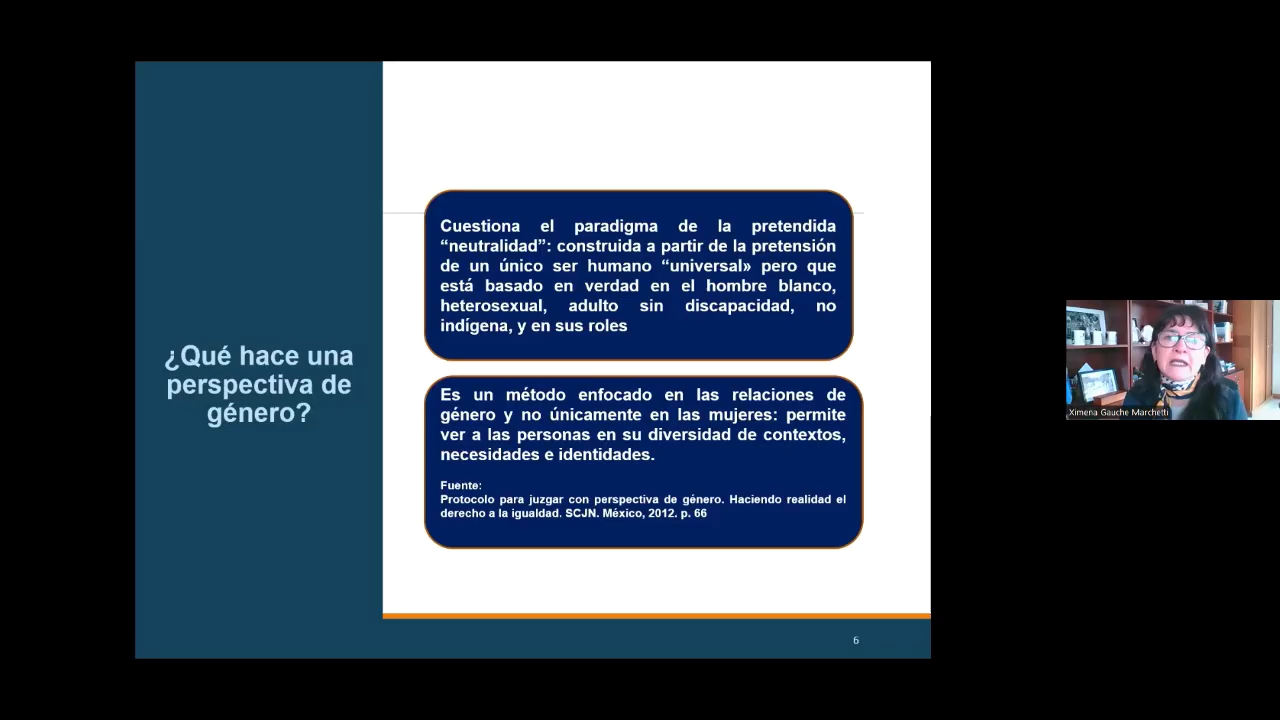 ¿Qué hace una
perspectiva de
género?
Cuestiona el paradigma de la pretendida
“neutralidad”: construida a partir de la pretensión
de un único ser humano “universal» pero que
está basado en verdad en el hombre blanco,
heterosexual, adulto sin discapacidad, no
indígena, y en sus roles
Es un método enfocado en las relaciones de
género y no únicamente en las mujeres: permite
ver a las personas en su diversidad de contextos,
necesidades e identidades.
Fuente:
Protocolo para juzgar con perspectiva de género. Haciendo realidad el
derecho a la igualdad. SCJN. México, 2012. p. 66
6
Ximena Gauche Marchetti